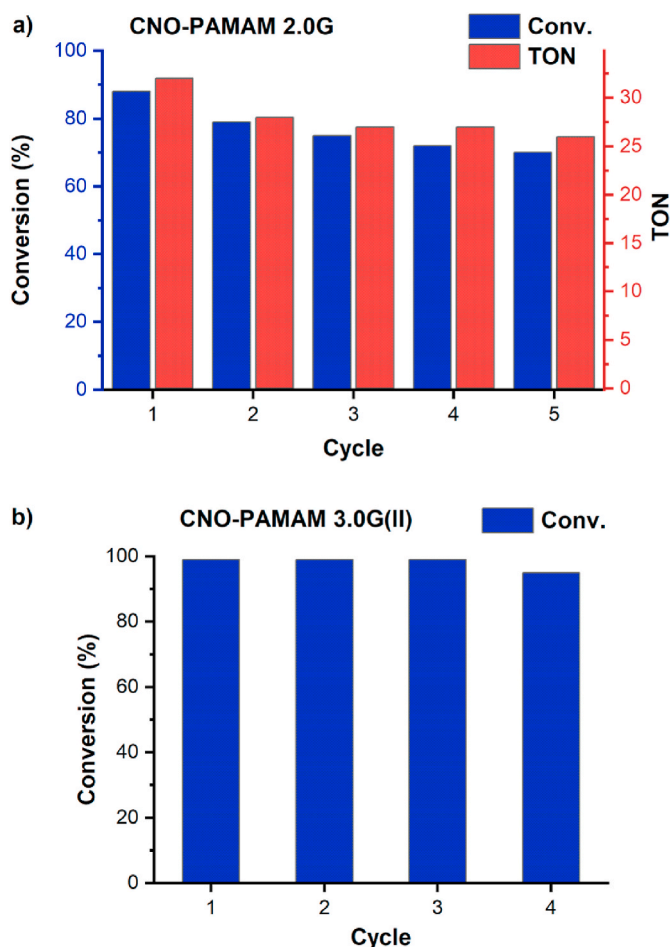 a)
CNO-PAMAM 2.0G
Conv.
TON
100
80
60
40
20
0
Conversion (%)
30
25
20
15
10
5
0
TON
1 2 3 4 5
Cycle
b)
CNO-PAMAM 3.0G(II)
Conv.
100
80
60
40
20
0
Conversion (%)
1 2 3 4
Cycle